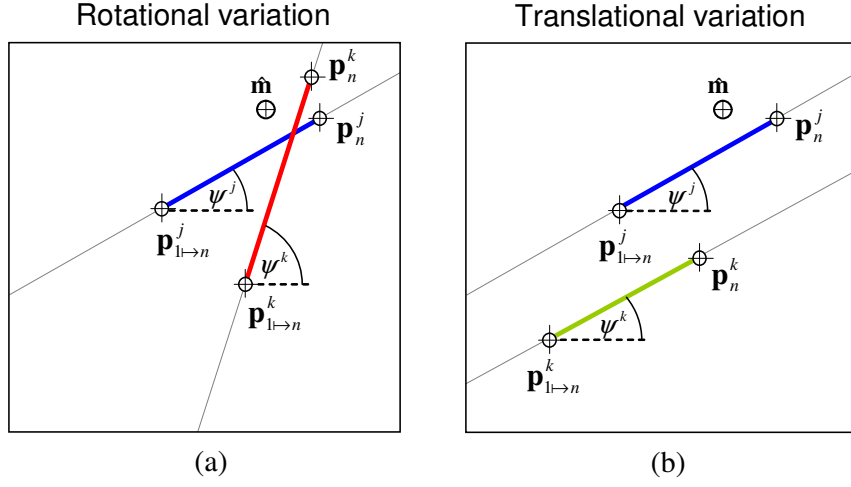 Rotational variation
p_n^k
m̂
p_n^j
ψ^j
p_{1↦n}^j
ψ^k
p_{1↦n}^k
(a)
Translational variation
m̂
p_n^j
ψ^j
p_{1↦n}^j
p_n^k
ψ^k
p_{1↦n}^k
(b)